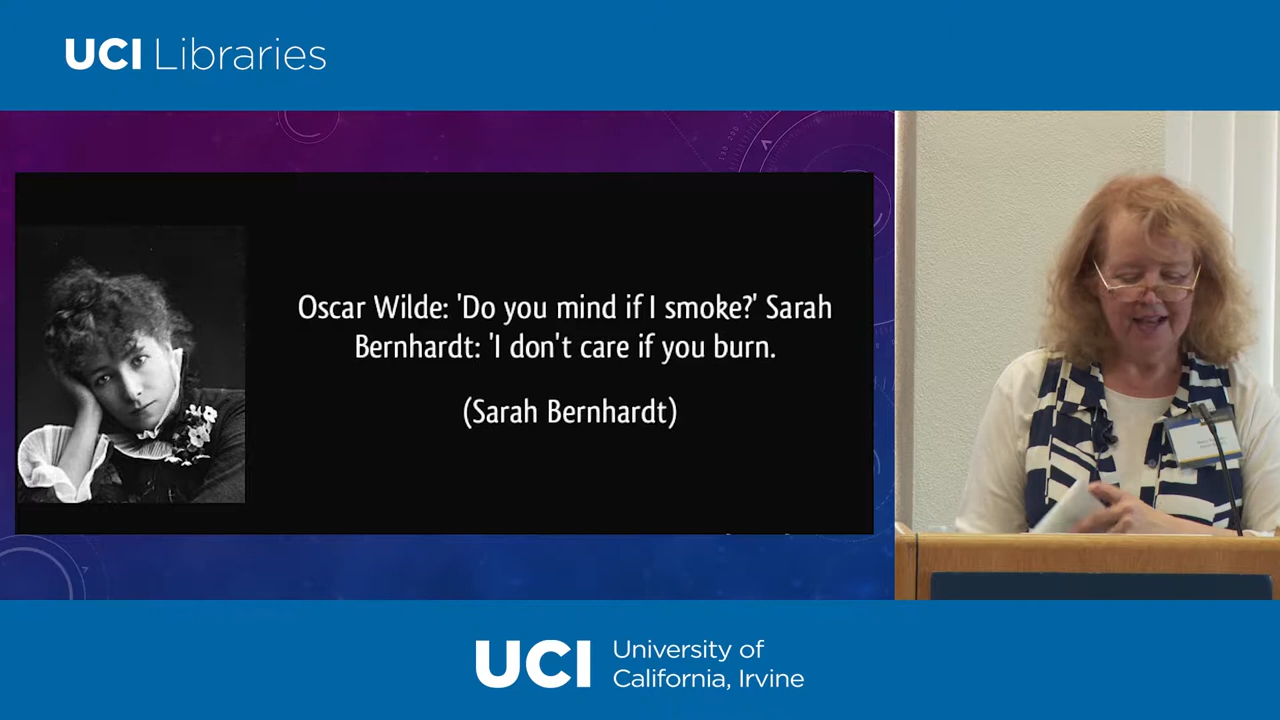 UCI Libraries
Oscar Wilde: 'Do you mind if I smoke?' Sarah
Bernhardt: 'I don't care if you burn.
(Sarah Bernhardt)
UCI University of
California, Irvine